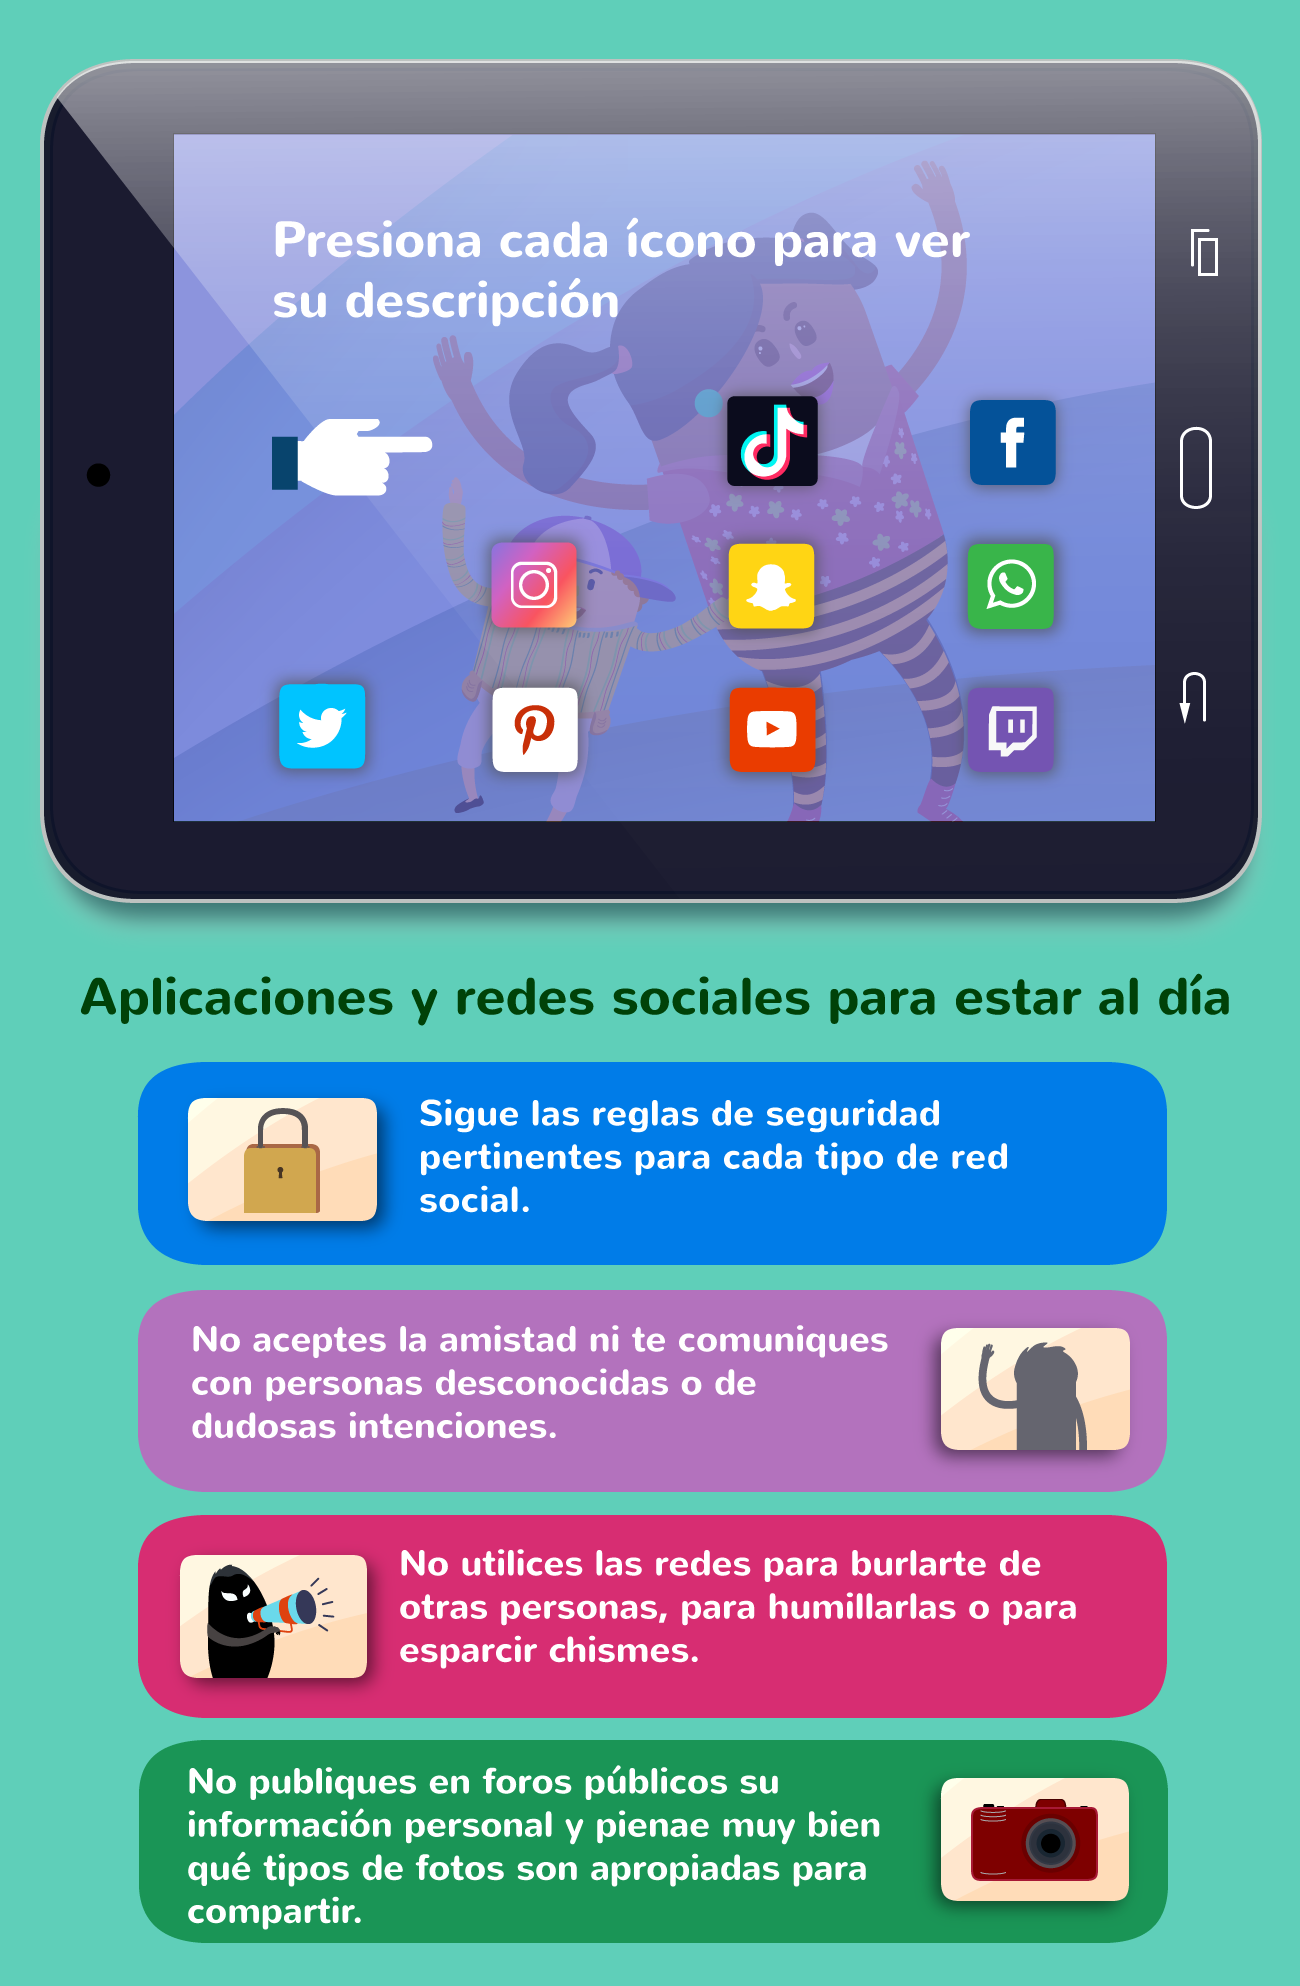 Presiona cada ícono para ver
su descripción
Aplicaciones y redes sociales para estar al día
Sigue las reglas de seguridad
pertinentes para cada tipo de red
social.
No aceptes la amistad ni te comuniques
con personas desconocidas o de
dudosas intenciones.
No utilices las redes para burlarte de
otras personas, para humillarlas o para
esparcir chismes.
No publiques en foros públicos su
información personal y pienae muy bien
qué tipos de fotos son apropiadas para
compartir.